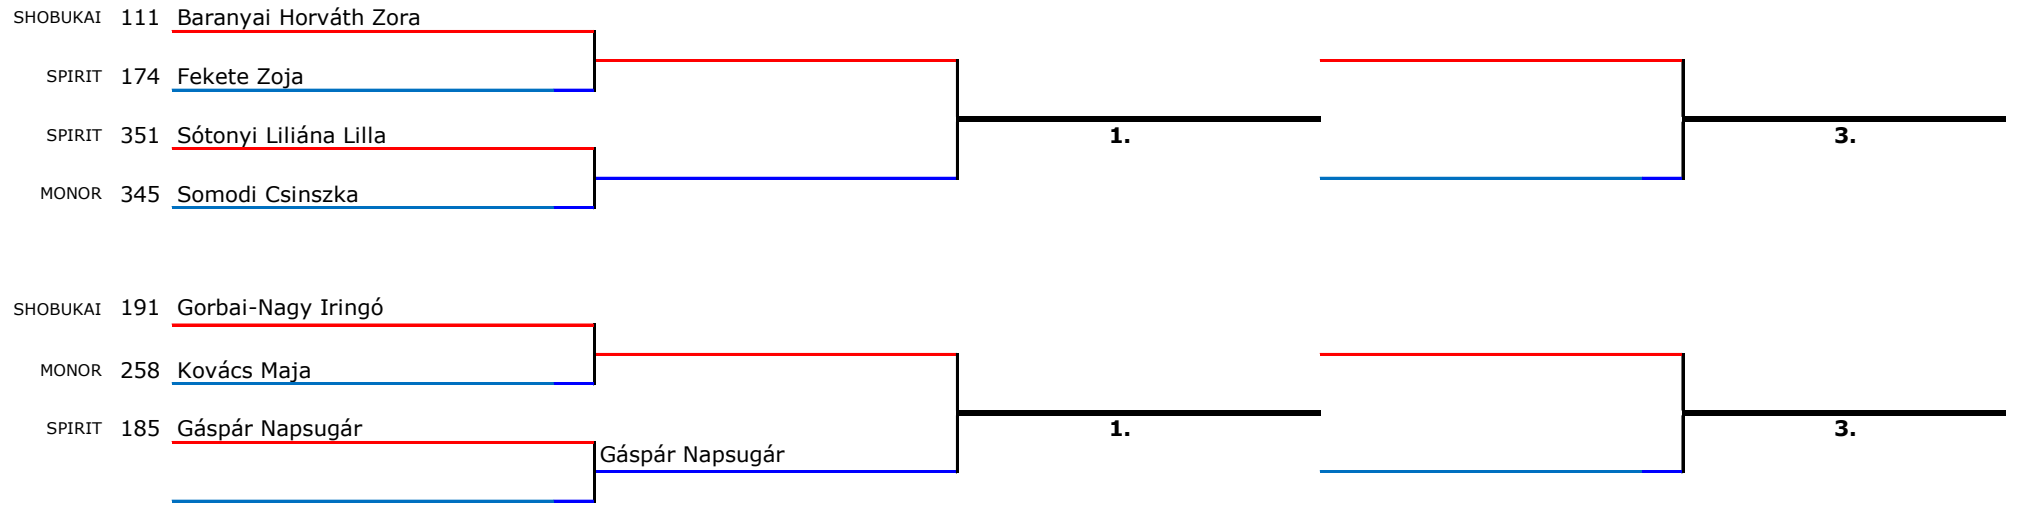 SHOBUKAI 111 Baranyai Horváth Zora
SPIRIT 174 Fekete Zoja
SPIRIT 351 Sótonyi Liliána Lilla 1. 3.
MONOR 345 Somodi Csinszka
SHOBUKAI 191 Gorbai-Nagy Iringó
MONOR 258 Kovács Maja
SPIRIT 185 Gáspár Napsugár 1. 3.
Gáspár Napsugár